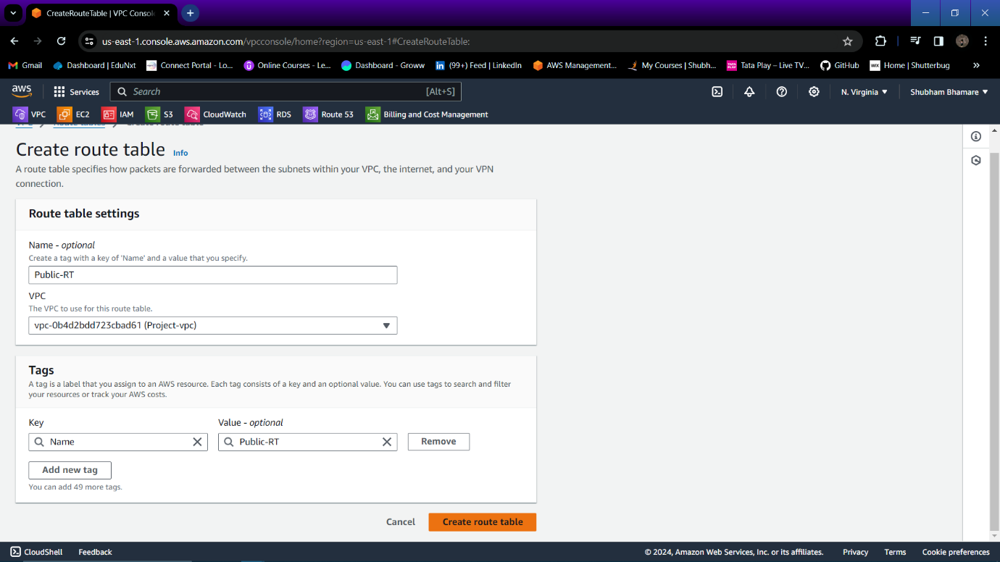 CreateRouteTable | VPC Consol
us-east-1.console.aws.amazon.com/vpcconsole/home?region=us-east-1#CreateRouteTable:
Gmail Dashboard | EduNxt Connect Portal - Lo... Online Courses - Le... Dashboard - Groww (99+) Feed | LinkedIn AWS Management... My Courses | Shubh... Tata Play – Live TV... GitHub Home | Shutterbug »
aws Services Search [Alt+S] N. Virginia Shubham Bhamare
VPC EC2 IAM S3 CloudWatch RDS Route 53 Billing and Cost Management
VPC Route tables Create route table
Create route table Info
A route table specifies how packets are forwarded between the subnets within your VPC, the internet, and your VPN
connection.
Route table settings
Name - optional
Create a tag with a key of 'Name' and a value that you specify.
Public-RT
VPC
The VPC to use for this route table.
vpc-0b4d2bdd723cbad61 (Project-vpc)
Tags
A tag is a label that you assign to an AWS resource. Each tag consists of a key and an optional value. You can use tags to search and filter
your resources or track your AWS costs.
Key Value - optional
Name Public-RT Remove
Add new tag
You can add 49 more tags.
Cancel Create route table
CloudShell Feedback © 2024, Amazon Web Services, Inc. or its affiliates. Privacy Terms Cookie preferences